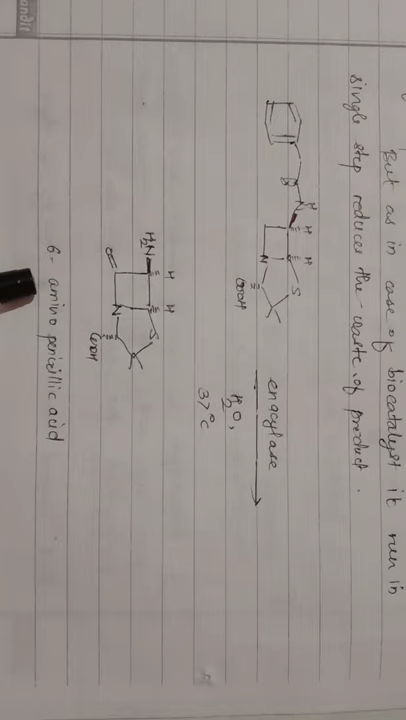 But as in case of biocatalyst it run in
single step reduces the waste of product.
H
N
H
H
S
N
COOH
enacylase
H2O,
37°C
H2N
H
H
S
O
N
COOH
6- amino penicillic acid